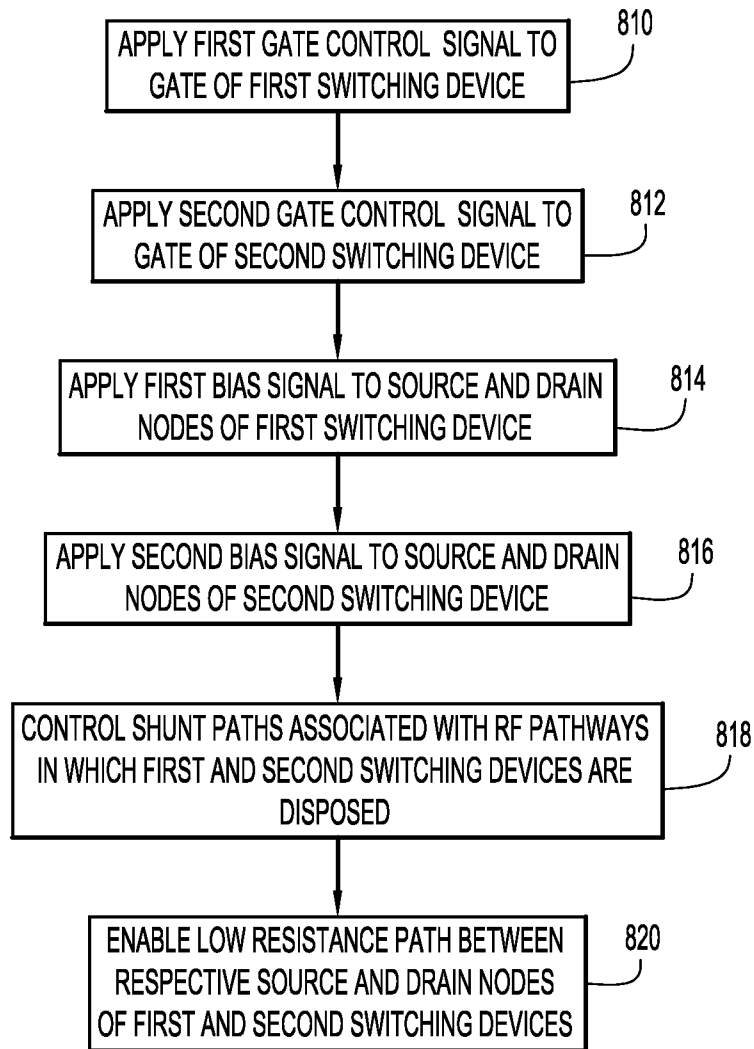 APPLY FIRST GATE CONTROL SIGNAL TO
GATE OF FIRST SWITCHING DEVICE
810
APPLY SECOND GATE CONTROL SIGNAL TO
GATE OF SECOND SWITCHING DEVICE
812
APPLY FIRST BIAS SIGNAL TO SOURCE AND DRAIN
NODES OF FIRST SWITCHING DEVICE
814
APPLY SECOND BIAS SIGNAL TO SOURCE AND DRAIN
NODES OF SECOND SWITCHING DEVICE
816
CONTROL SHUNT PATHS ASSOCIATED WITH RF PATHWAYS
IN WHICH FIRST AND SECOND SWITCHING DEVICES ARE
DISPOSED
818
ENABLE LOW RESISTANCE PATH BETWEEN
RESPECTIVE SOURCE AND DRAIN NODES
OF FIRST AND SECOND SWITCHING DEVICES
820